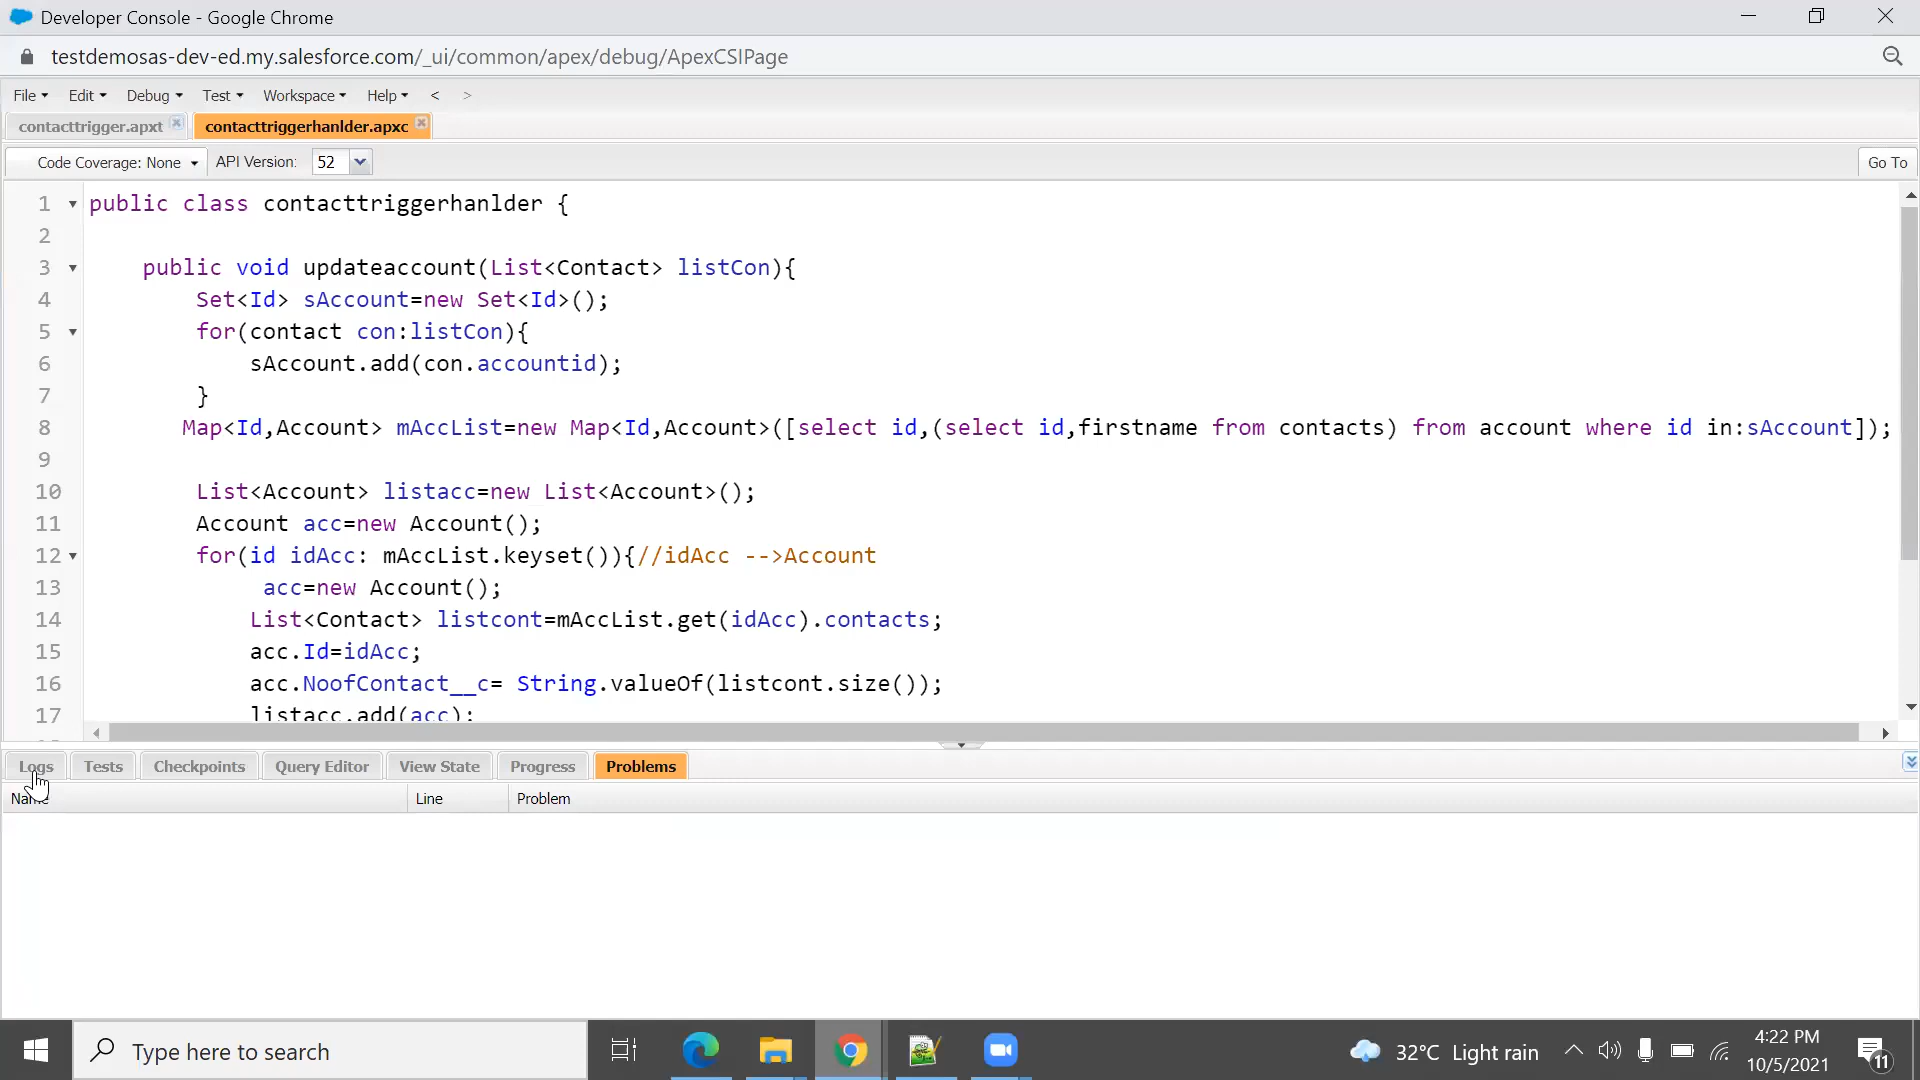 Developer Console - Google Chrome
testdemosas-dev-ed.my.salesforce.com/_ui/common/apex/debug/ApexCSIPage
File Edit Debug Test Workspace Help < >
contacttrigger.apxt contacttriggerhanlder.apxc
Code Coverage: None API Version: 52 Go To
1 public class contacttriggerhanlder {
2
3 public void updateaccount(List<Contact> listCon){
4 Set<Id> sAccount=new Set<Id>();
5 for(contact con:listCon){
6 sAccount.add(con.accountid);
7 }
8 Map<Id,Account> mAccList=new Map<Id,Account>([select id,(select id,firstname from contacts) from account where id in:sAccount]);
9
10 List<Account> listacc=new List<Account>();
11 Account acc=new Account();
12 for(id idAcc: mAccList.keyset()){//idAcc -->Account
13 acc=new Account();
14 List<Contact> listcont=mAccList.get(idAcc).contacts;
15 acc.Id=idAcc;
16 acc.NoofContact__c= String.valueOf(listcont.size());
17 listacc.add(acc);
Logs Tests Checkpoints Query Editor View State Progress Problems
Name Line Problem
Type here to search
32°C Light rain
4:22 PM
10/5/2021
11